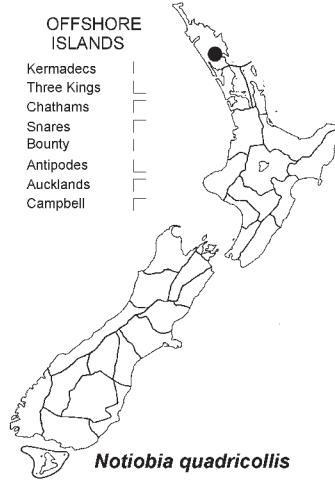 OFFSHORE
ISLANDS
Kermadecs
Three Kings
Chathams
Snares
Bounty
Antipodes
Aucklands
Campbell
Notiobia quadricollis